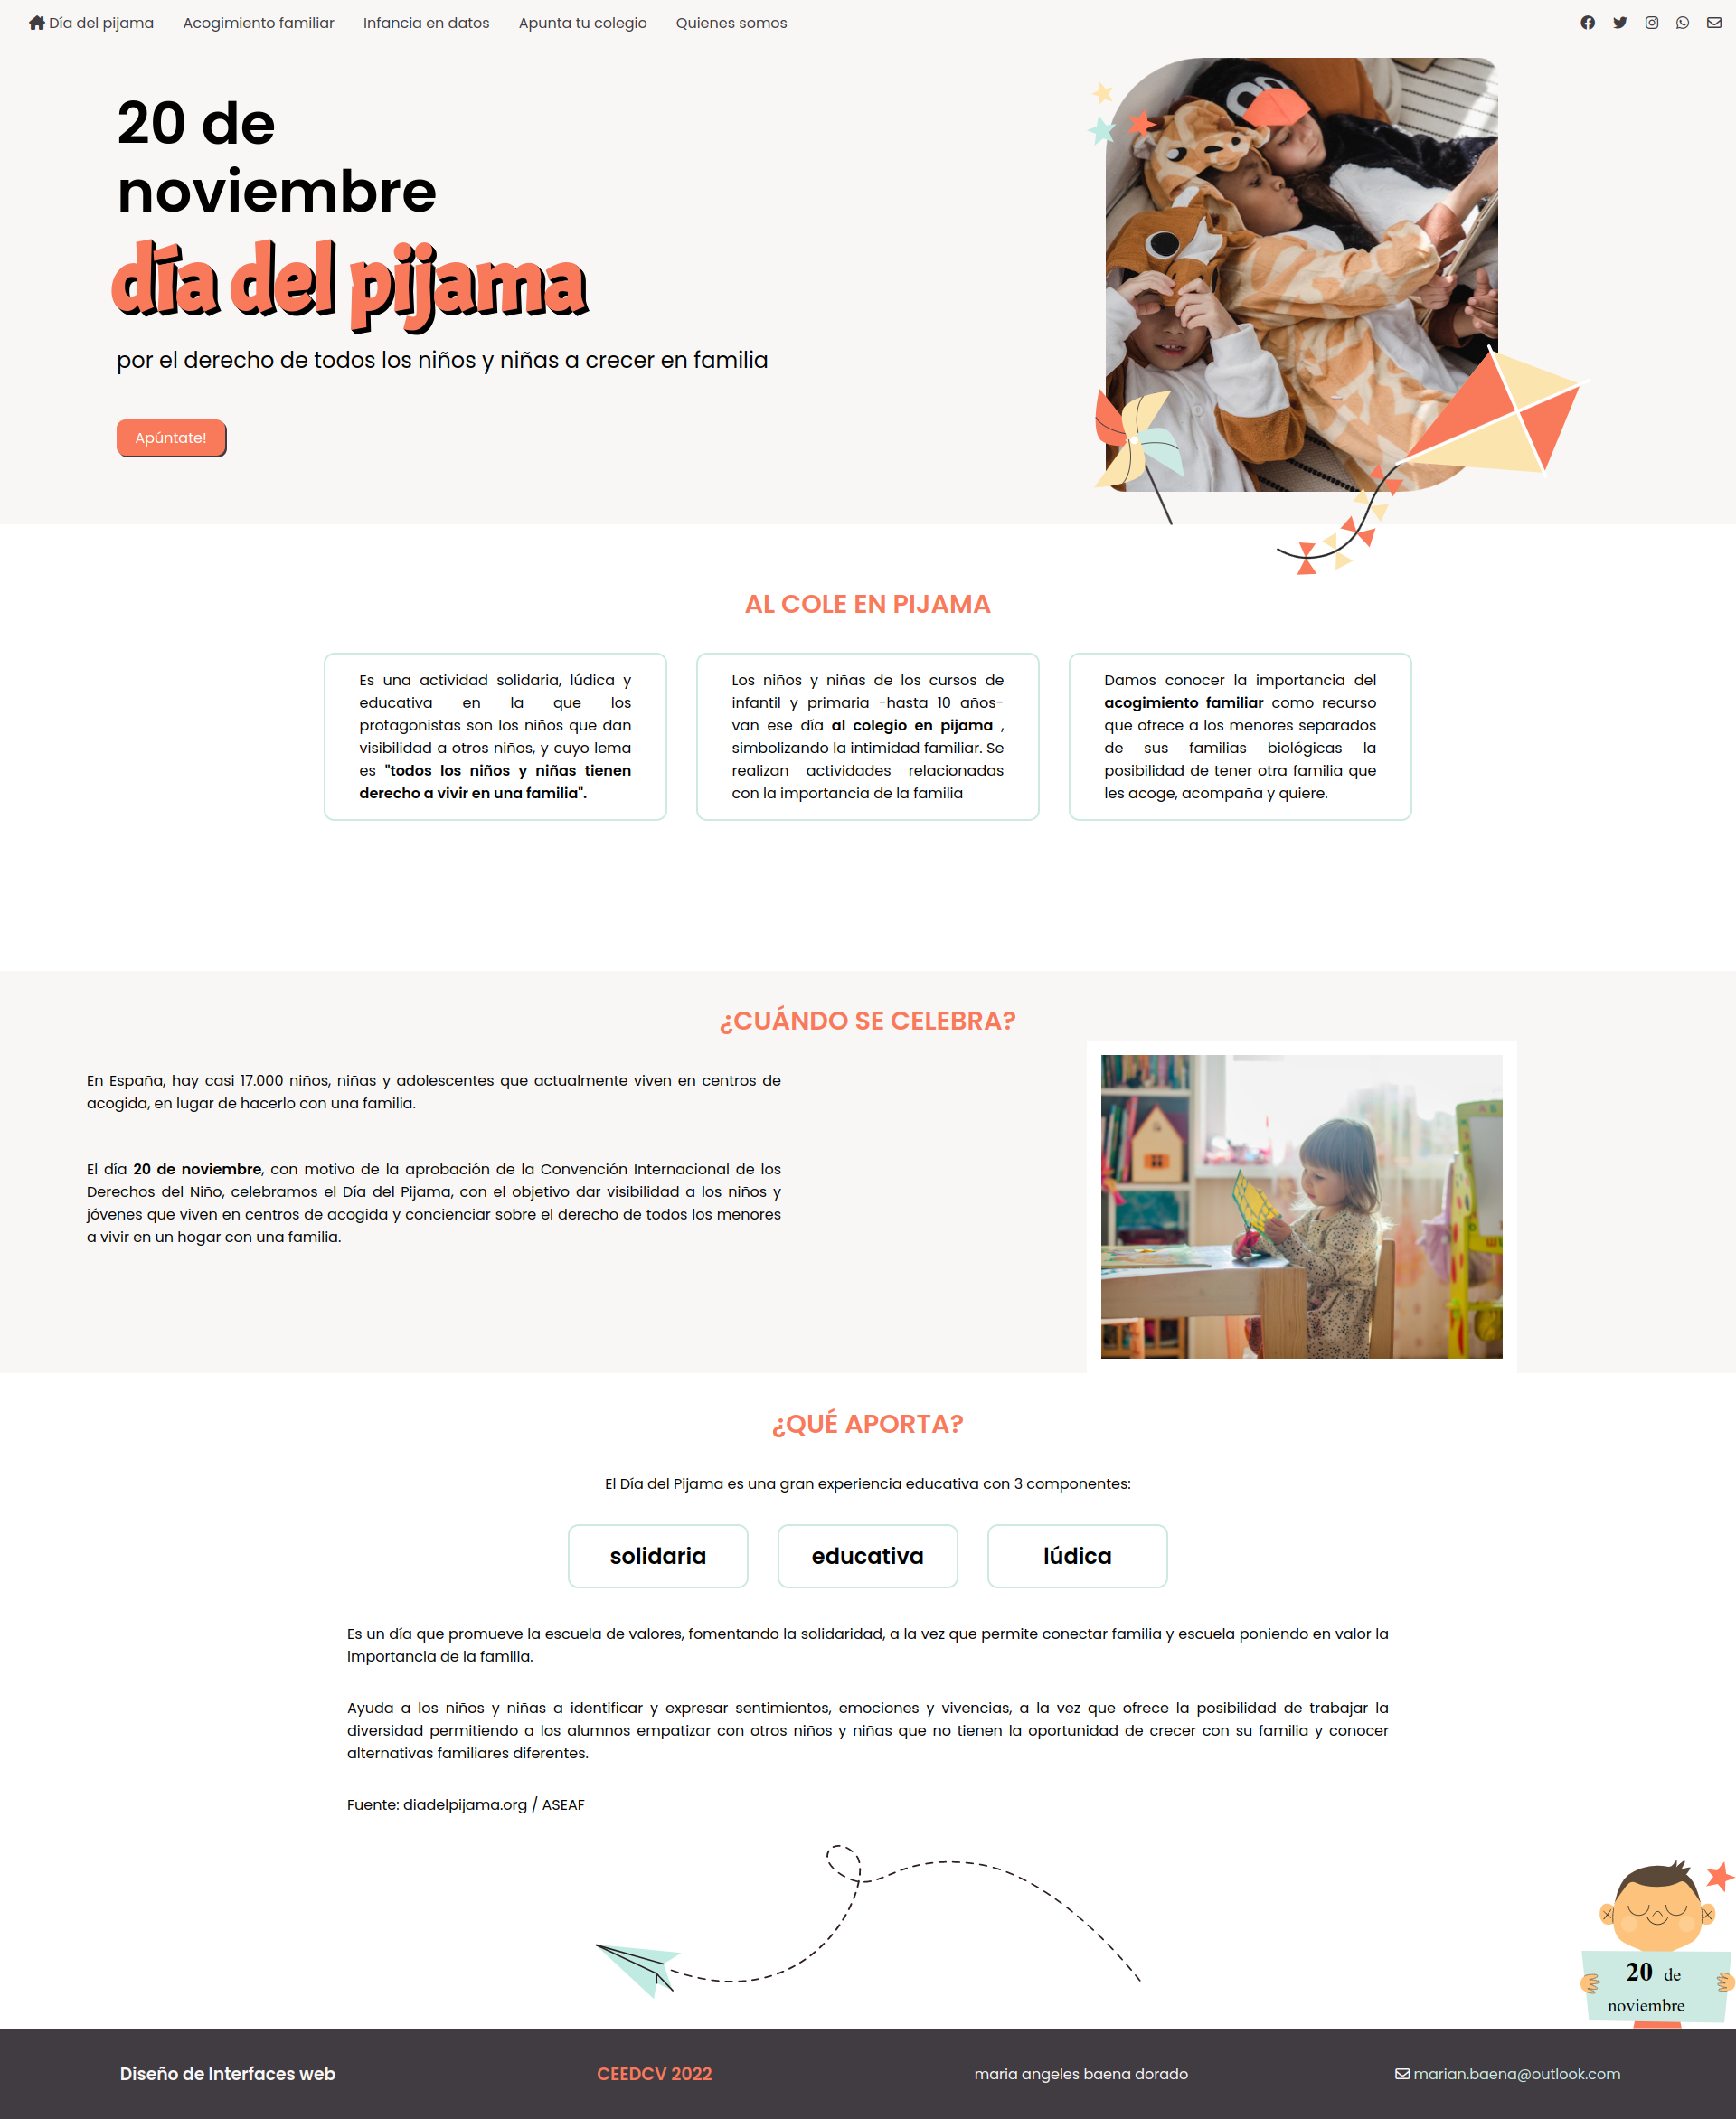 Día del pijama Acogimiento familiar Infancia en datos Apunta tu colegio Quienes somos
20 de
noviembre
día del pijama
por el derecho de todos los niños y niñas a crecer en familia
Apúntate!
AL COLE EN PIJAMA
Es una actividad solidaria, lúdica y
educativa en la que los
protagonistas son los niños que dan
visibilidad a otros niños, y cuyo lema
es "todos los niños y niñas tienen
derecho a vivir en una familia".
Los niños y niñas de los cursos de
infantil y primaria -hasta 10 años-
van ese día al colegio en pijama ,
simbolizando la intimidad familiar. Se
realizan actividades relacionadas
con la importancia de la familia
Damos conocer la importancia del
acogimiento familiar como recurso
que ofrece a los menores separados
de sus familias biológicas la
posibilidad de tener otra familia que
les acoge, acompaña y quiere.
¿CUÁNDO SE CELEBRA?
En España, hay casi 17.000 niños, niñas y adolescentes que actualmente viven en centros de
acogida, en lugar de hacerlo con una familia.
El día 20 de noviembre, con motivo de la aprobación de la Convención Internacional de los
Derechos del Niño, celebramos el Día del Pijama, con el objetivo dar visibilidad a los niños y
jóvenes que viven en centros de acogida y concienciar sobre el derecho de todos los menores
a vivir en un hogar con una familia.
¿QUÉ APORTA?
El Día del Pijama es una gran experiencia educativa con 3 componentes:
solidaria
educativa
lúdica
Es un día que promueve la escuela de valores, fomentando la solidaridad, a la vez que permite conectar familia y escuela poniendo en valor la
importancia de la familia.
Ayuda a los niños y niñas a identificar y expresar sentimientos, emociones y vivencias, a la vez que ofrece la posibilidad de trabajar la
diversidad permitiendo a los alumnos empatizar con otros niños y niñas que no tienen la oportunidad de crecer con su familia y conocer
alternativas familiares diferentes.
Fuente: diadelpijama.org / ASEAF
20 de
noviembre
Diseño de Interfaces web
CEEDCV 2022
maria angeles baena dorado
marian.baena@outlook.com